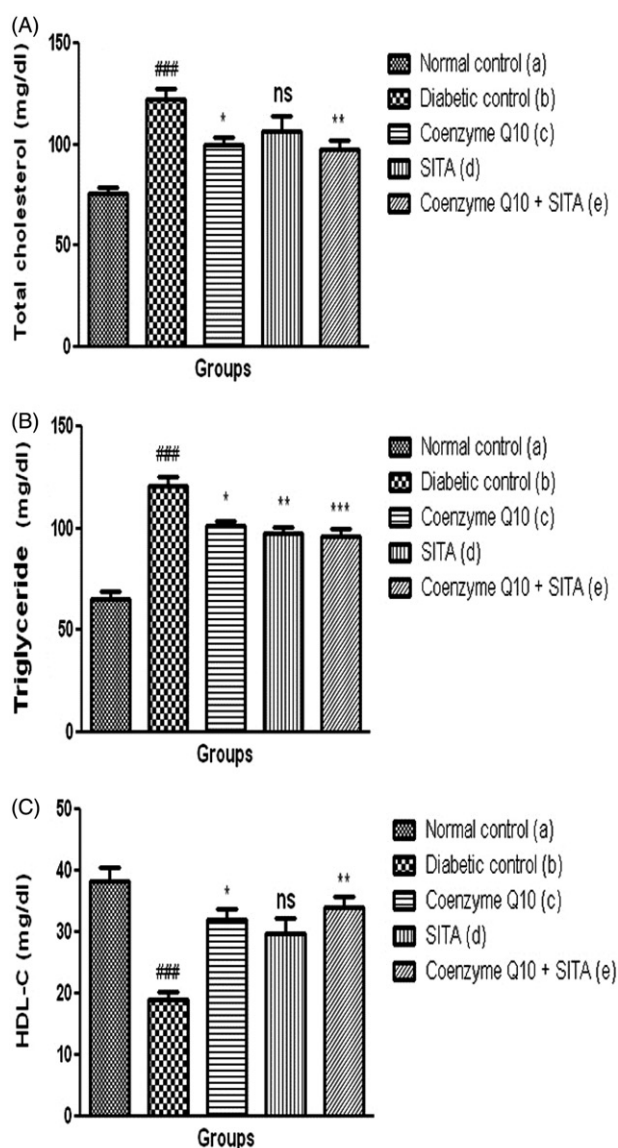 (A)
Total cholesterol (mg/dl)
150
100
50
0
###
*
ns
**
Groups
Normal control (a)
Diabetic control (b)
Coenzyme Q10 (c)
SITA (d)
Coenzyme Q10 + SITA (e)
(B)
Triglyceride (mg/dl)
150
100
50
0
###
*
**
***
Groups
Normal control (a)
Diabetic control (b)
Coenzyme Q10 (c)
SITA (d)
Coenzyme Q10 + SITA (e)
(C)
HDL-C (mg/dl)
50
40
30
20
10
0
###
*
ns
**
Groups
Normal control (a)
Diabetic control (b)
Coenzyme Q10 (c)
SITA (d)
Coenzyme Q10 + SITA (e)